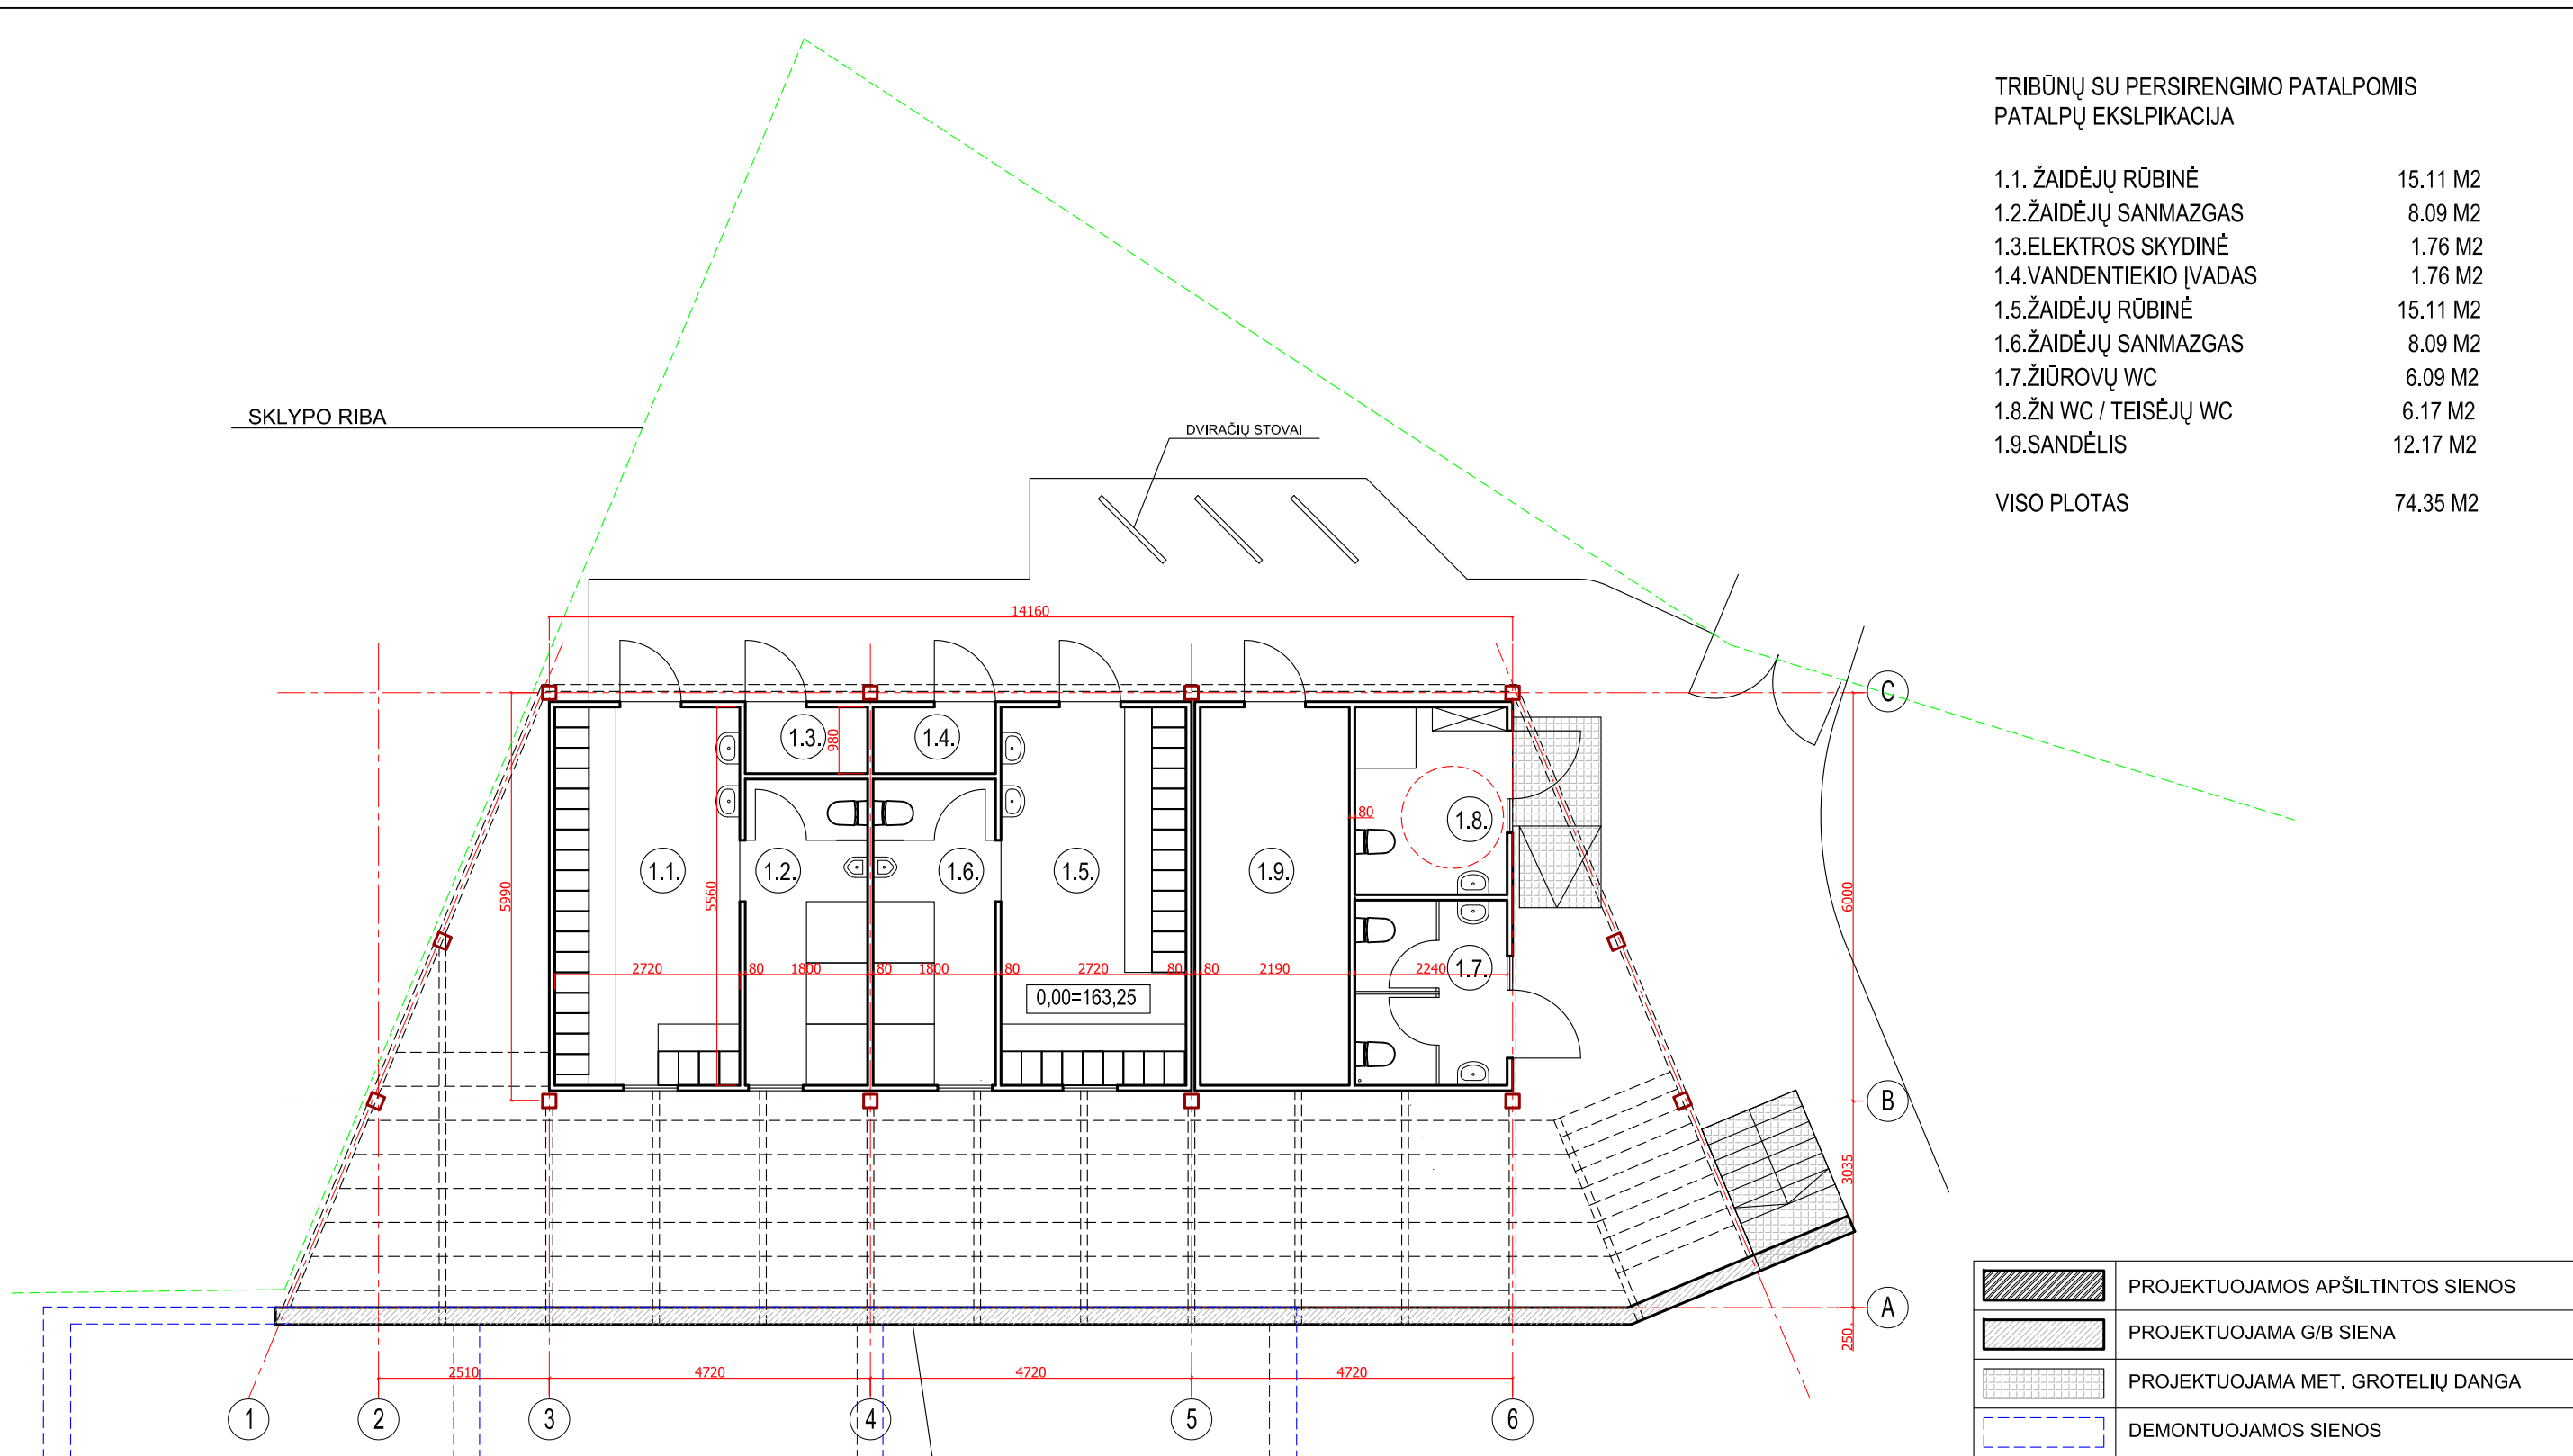 TRIBŪNŲ SU PERSIRENGIMO PATALPOMIS
PATALPŲ EKSLPIKACIJA
1.1. ŽAIDĖJŲ RŪBINĖ 15.11 M2
1.2.ŽAIDĖJŲ SANMAZGAS 8.09 M2
1.3.ELEKTROS SKYDINĖ 1.76 M2
1.4.VANDENTIEKIO ĮVADAS 1.76 M2
1.5.ŽAIDĖJŲ RŪBINĖ 15.11 M2
1.6.ŽAIDĖJŲ SANMAZGAS 8.09 M2
1.7.ŽIŪROVŲ WC 6.09 M2
1.8.ŽN WC / TEISĖJŲ WC 6.17 M2
1.9.SANDĖLIS 12.17 M2
VISO PLOTAS 74.35 M2
SKLYPO RIBA
DVIRAČIŲ STOVAI
14160
C
1.3.
980
1.4.
80
1.8.
1.1.
1.2.
1.6.
1.5.
1.9.
5990
5560
6000
2720
80
1800
80
1800
80
2720
80
80
2190
2240
1.7.
0,00=163,25
B
3035
A
250
2510
4720
4720
4720
1
2
3
4
5
6
PROJEKTUOJAMOS APŠILTINTOS SIENOS
PROJEKTUOJAMA G/B SIENA
PROJEKTUOJAMA MET. GROTELIŲ DANGA
DEMONTUOJAMOS SIENOS